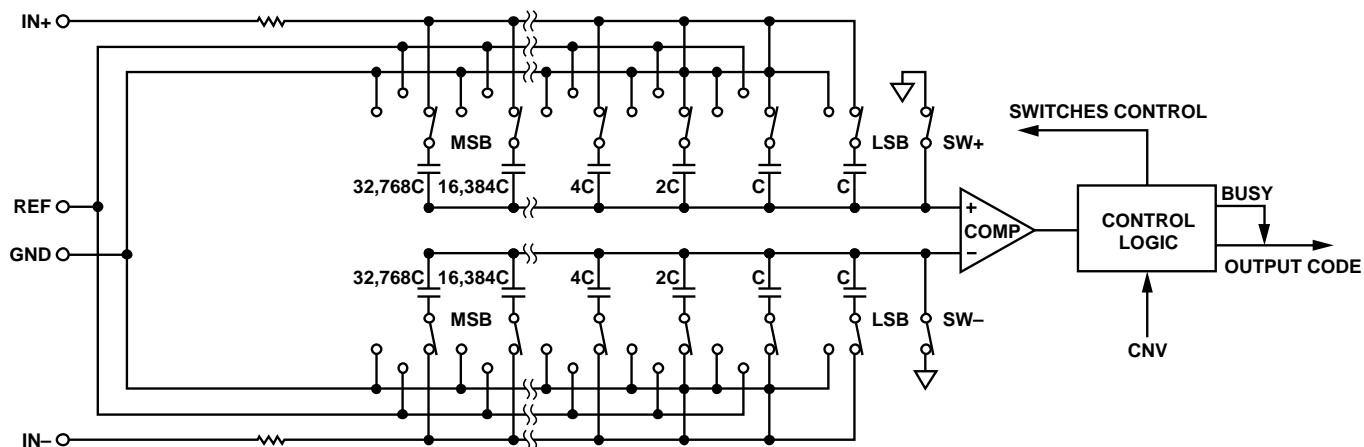 IN+
SWITCHES CONTROL
MSB
LSB
SW+
32,768C 16,384C 4C 2C C C
REF
BUSY
+
COMP
−
CONTROL
LOGIC
GND
OUTPUT CODE
32,768C 16,384C 4C 2C C C
MSB
LSB
SW–
CNV
IN–